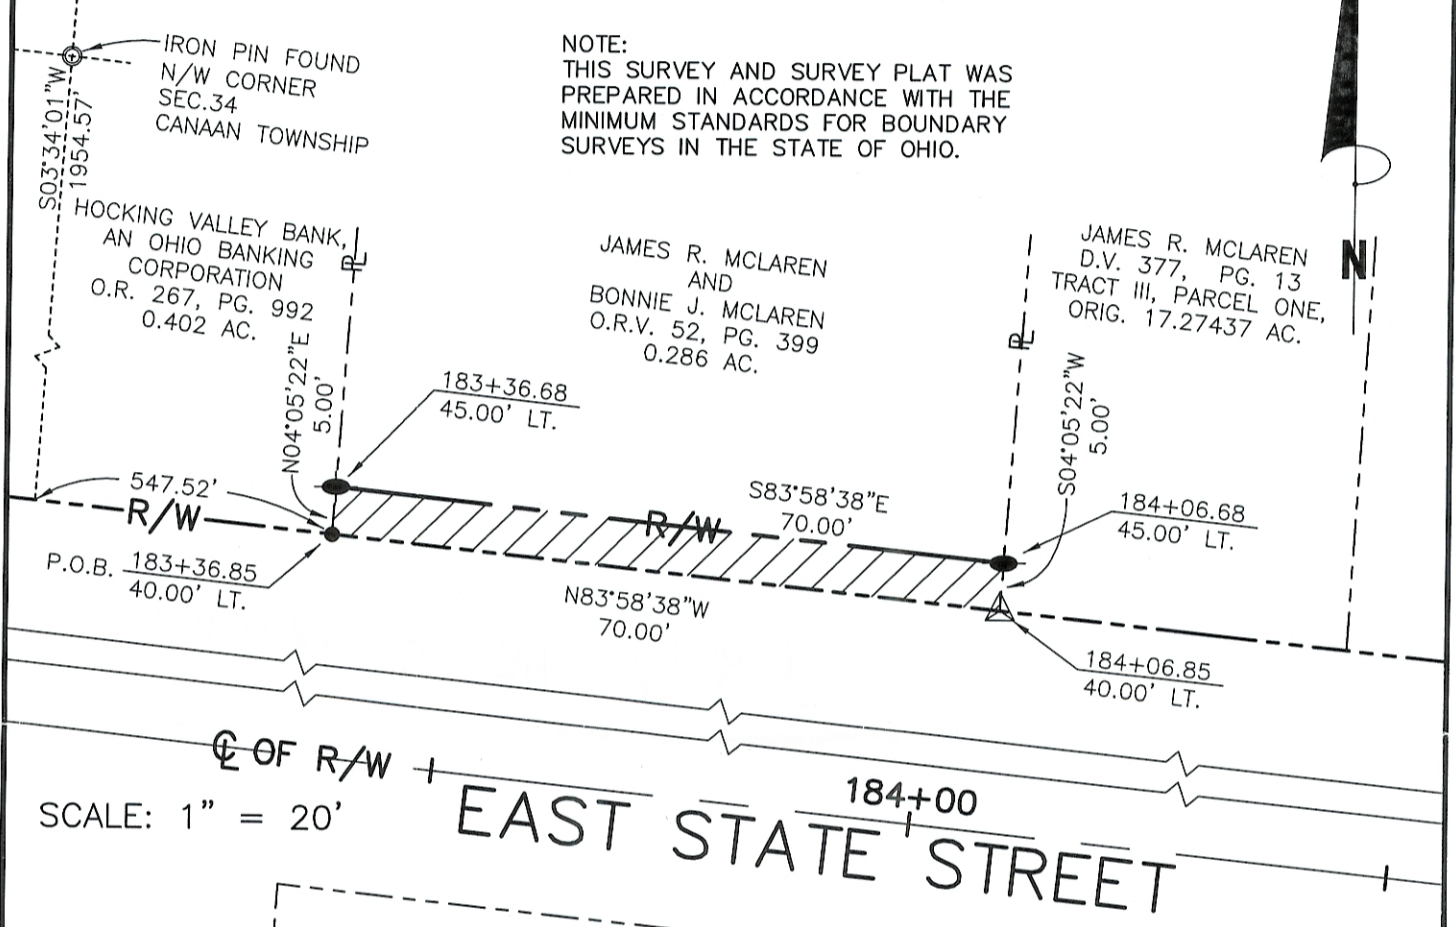 IRON PIN FOUND
N/W CORNER
SEC.34
CANAAN TOWNSHIP
S03°34'01"W
1954.57'
NOTE:
THIS SURVEY AND SURVEY PLAT WAS
PREPARED IN ACCORDANCE WITH THE
MINIMUM STANDARDS FOR BOUNDARY
SURVEYS IN THE STATE OF OHIO.
N
HOCKING VALLEY BANK,
AN OHIO BANKING
CORPORATION
O.R. 267, PG. 992
0.402 AC.
PL
JAMES R. MCLAREN
AND
BONNIE J. MCLAREN
O.R.V. 52, PG. 399
0.286 AC.
PL
JAMES R. MCLAREN
D.V. 377, PG. 13
TRACT III, PARCEL ONE,
ORIG. 17.27437 AC.
N04°05'22"E
5.00'
183+36.68
45.00' LT.
S04°05'22"W
5.00'
547.52'
R/W
R/W
S83°58'38"E
70.00'
184+06.68
45.00' LT.
P.O.B. 183+36.85
40.00' LT.
N83°58'38"W
70.00'
184+06.85
40.00' LT.
℄ OF R/W
184+00
SCALE: 1" = 20'
EAST STATE STREET